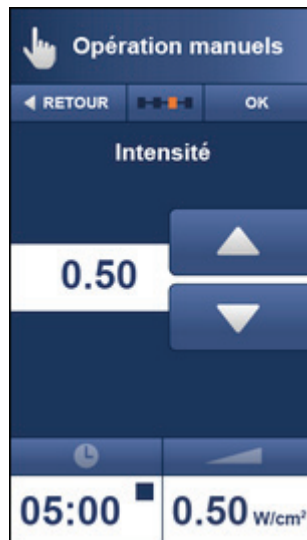 Opération manuels
RETOUR OK
Intensité
0.50
05:00 0.50 W/cm²